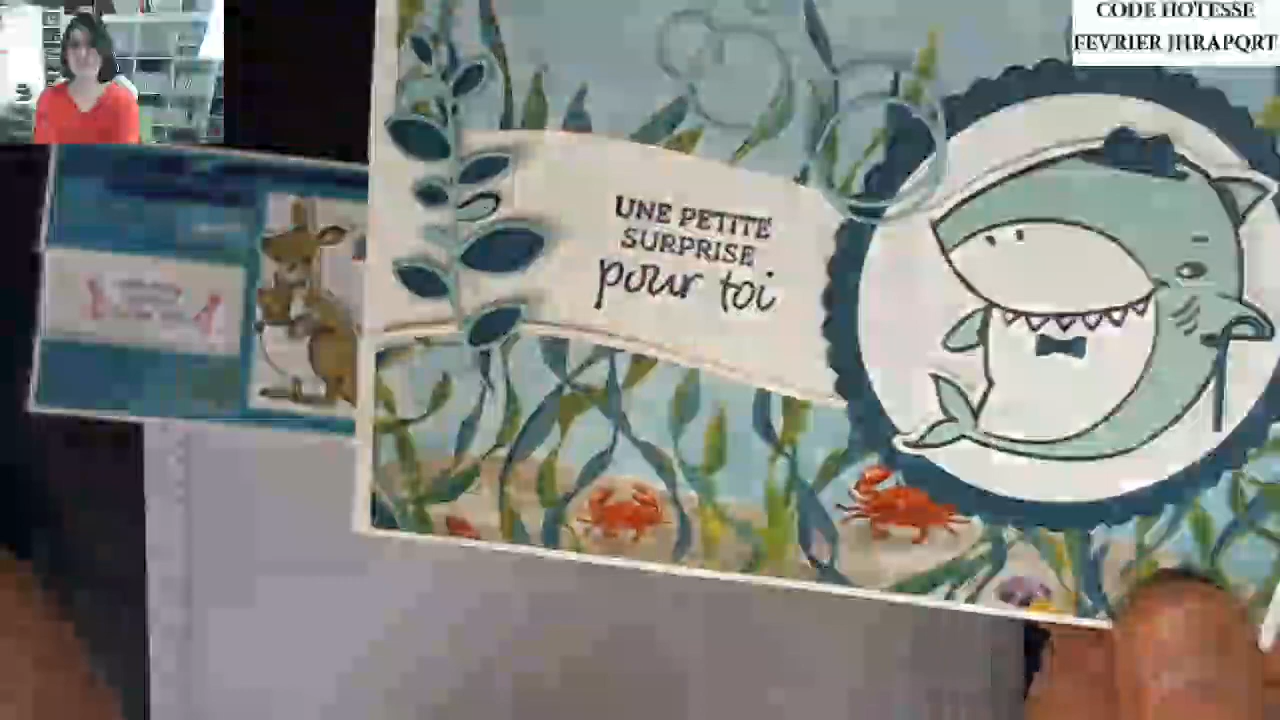 CODE HOTESSE
FEVRIER JHRAPQRT
UNE PETITE
SURPRISE
pour toi